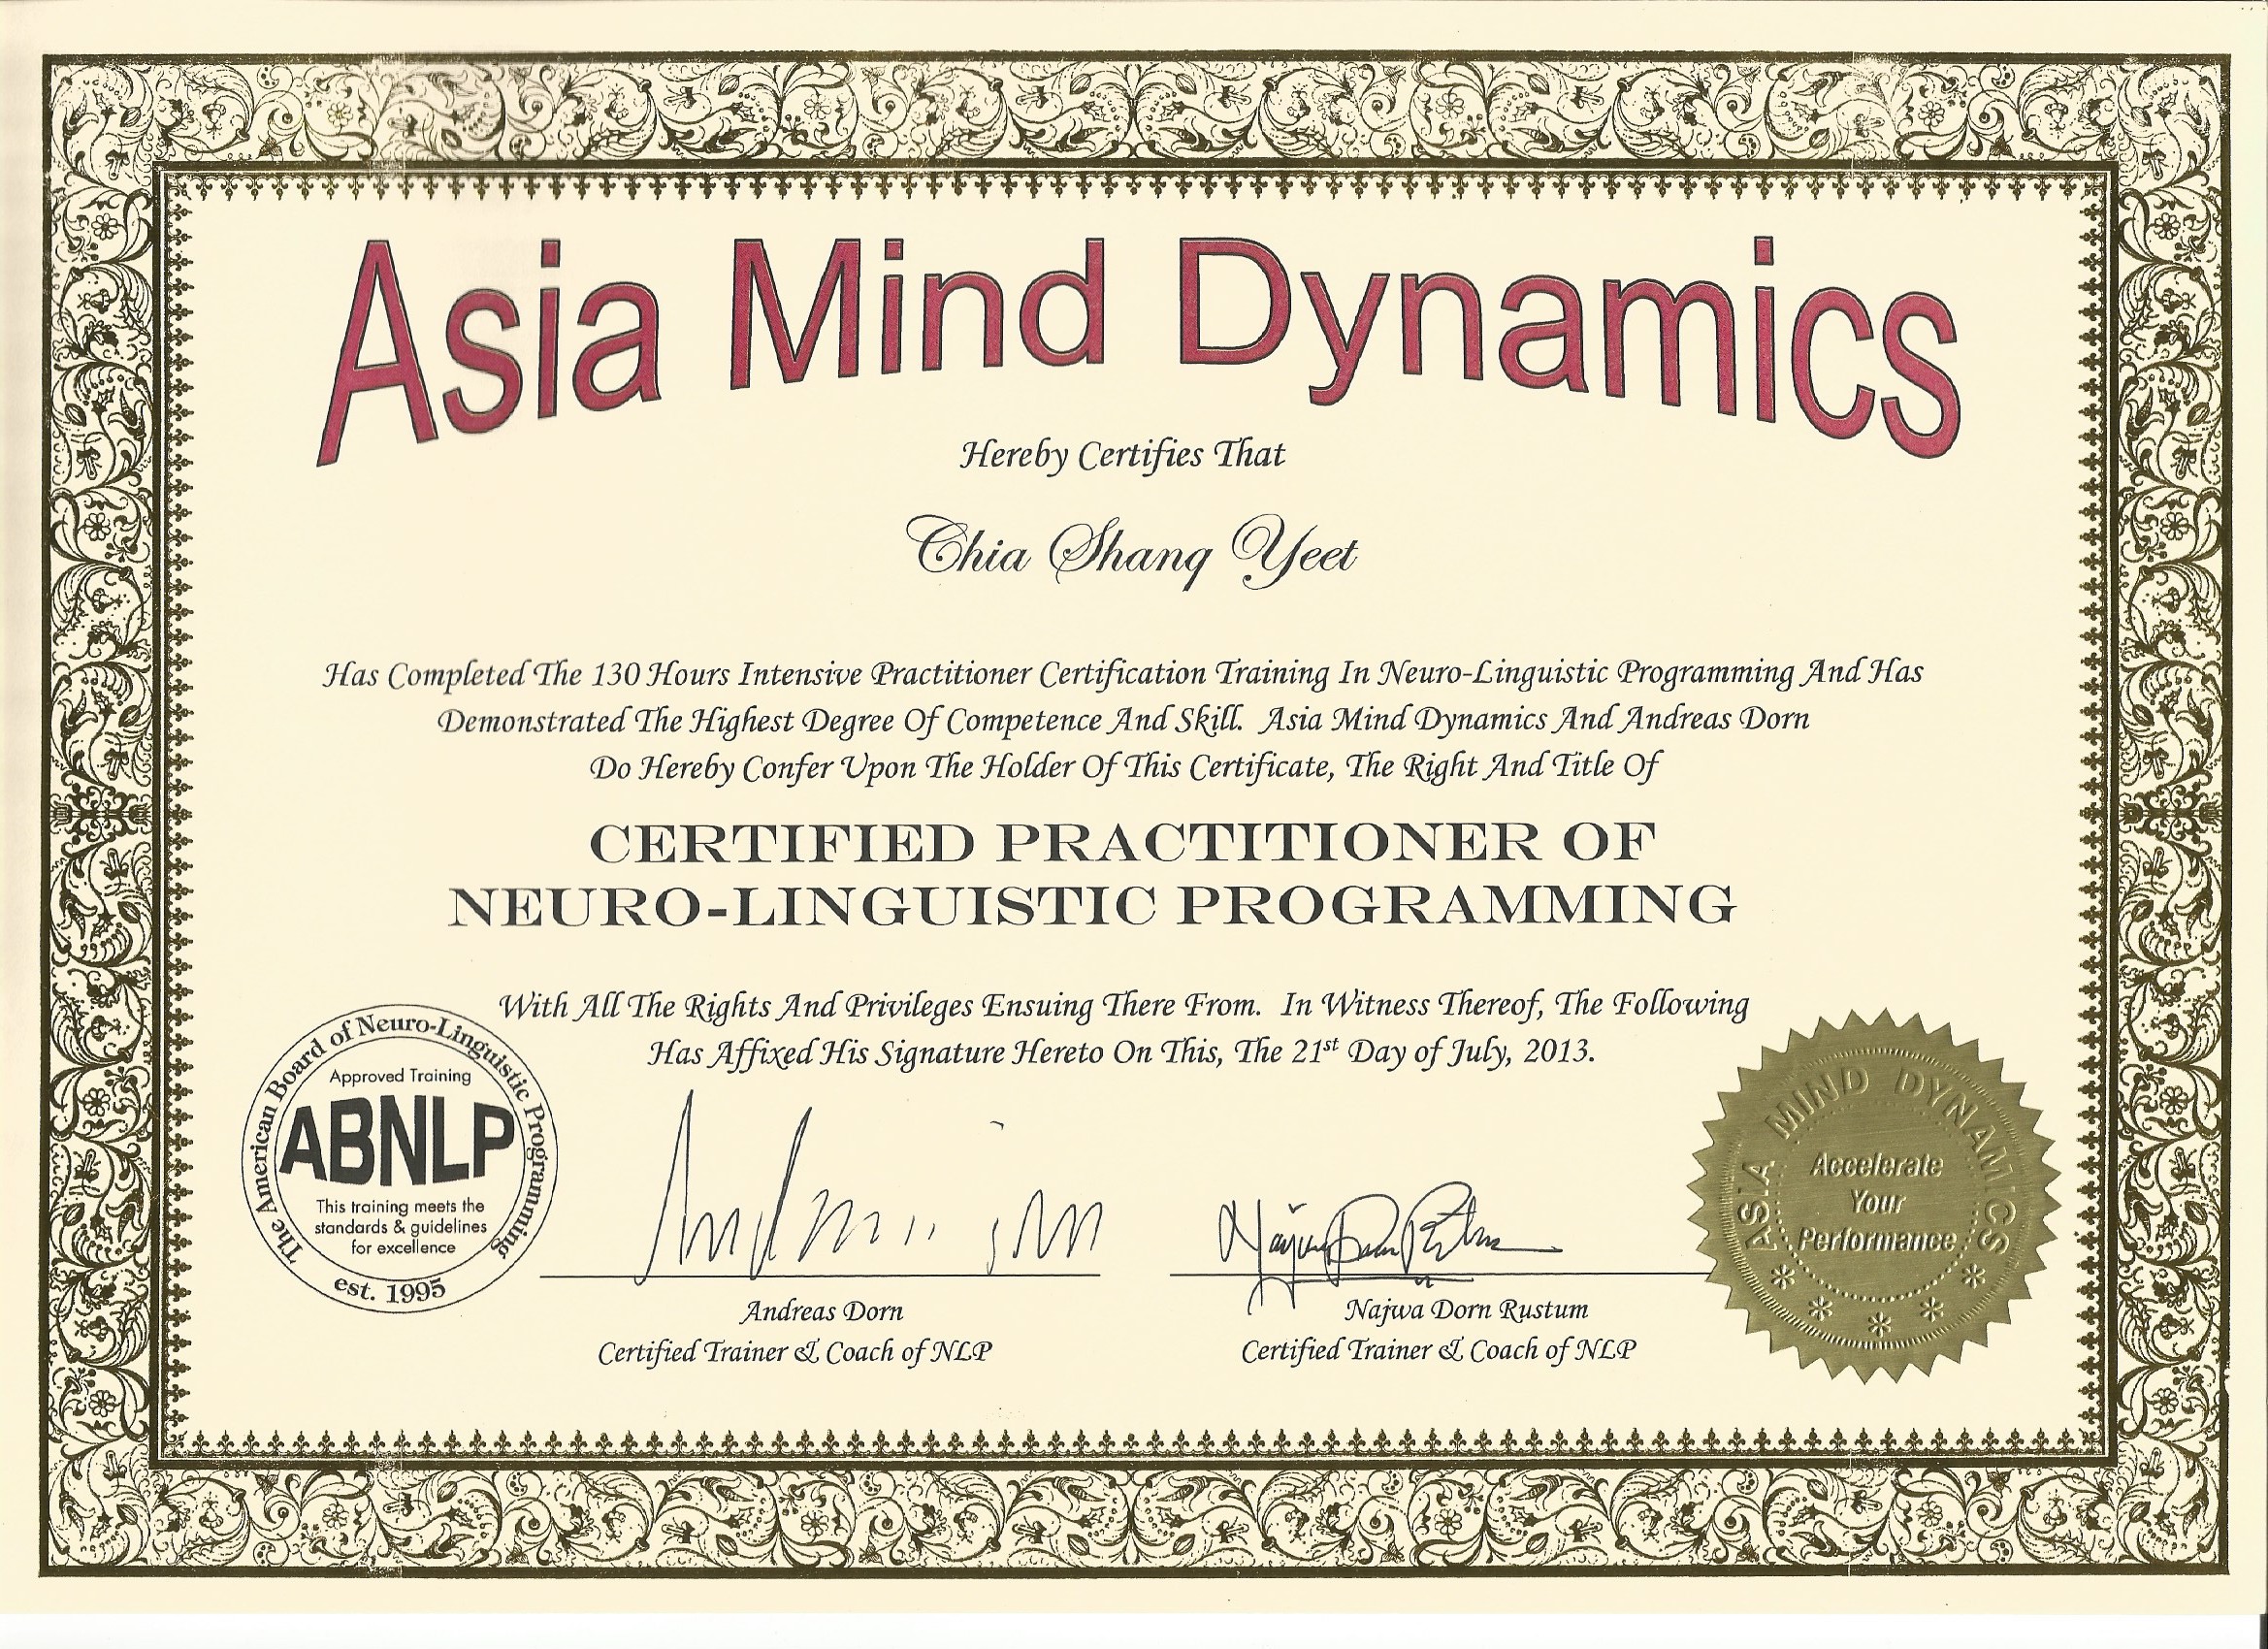 Asia Mind Dynamics
Hereby Certifies That
Chia Shang Yeet
Has Completed The 130 Hours Intensive Practitioner Certification Training In Neuro-Linguistic Programming And Has
Demonstrated The Highest Degree Of Competence And Skill. Asia Mind Dynamics And Andreas Dorn
Do Hereby Confer Upon The Holder Of This Certificate, The Right And Title Of
CERTIFIED PRACTITIONER OF
NEURO-LINGUISTIC PROGRAMMING
With All The Rights And Privileges Ensuing There From. In Witness Thereof, The Following
Has Affixed His Signature Hereto On This, The 21st Day of July, 2013.
The American Board of Neuro-Linguistic Programming
Approved Training
ABNLP
This training meets the
standards & guidelines
for excellence
est. 1995
Andreas Dorn
Certified Trainer & Coach of NLP
Najwa Dorn Rustum
Certified Trainer & Coach of NLP
ASIA MIND DYNAMICS
Accelerate
Your
Performance